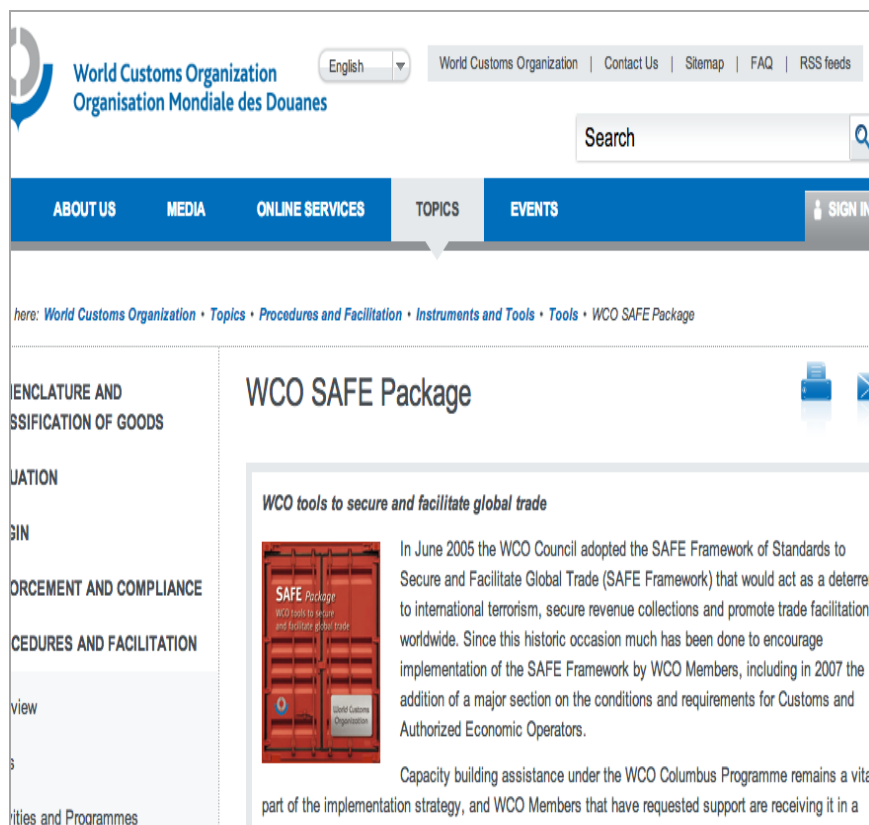 World Customs Organization
Organisation Mondiale des Douanes
English
World Customs Organization | Contact Us | Sitemap | FAQ | RSS feeds
Search
ABOUT US MEDIA ONLINE SERVICES TOPICS EVENTS SIGN IN
here: World Customs Organization • Topics • Procedures and Facilitation • Instruments and Tools • Tools • WCO SAFE Package
IENCLATURE AND
SSIFICATION OF GOODS
UATION
GIN
ORCEMENT AND COMPLIANCE
CEDURES AND FACILITATION
view
s
ities and Programmes
WCO SAFE Package
WCO tools to secure and facilitate global trade
SAFE Package
WCO tools to secure
and facilitate global trade
World Customs
Organization
In June 2005 the WCO Council adopted the SAFE Framework of Standards to
Secure and Facilitate Global Trade (SAFE Framework) that would act as a deterre
to international terrorism, secure revenue collections and promote trade facilitation
worldwide. Since this historic occasion much has been done to encourage
implementation of the SAFE Framework by WCO Members, including in 2007 the
addition of a major section on the conditions and requirements for Customs and
Authorized Economic Operators.
Capacity building assistance under the WCO Columbus Programme remains a vita
part of the implementation strategy, and WCO Members that have requested support are receiving it in a